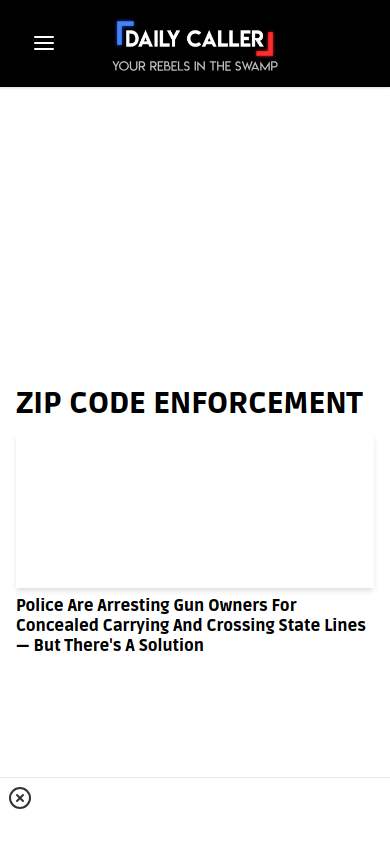 DAILY CALLER
YOUR REBELS IN THE SWAMP
ZIP CODE ENFORCEMENT
Police Are Arresting Gun Owners For
Concealed Carrying And Crossing State Lines
— But There's A Solution